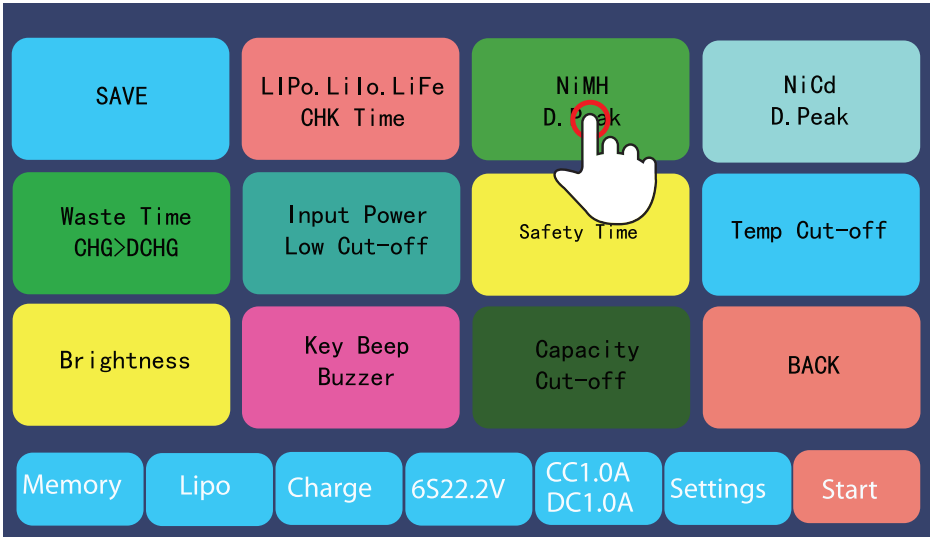 SAVE
LIPo.LiIo.LiFe
CHK Time
NiMH
D.Peak
NiCd
D.Peak
Waste Time
CHG>DCHG
Input Power
Low Cut-off
Safety Time
Temp Cut-off
Brightness
Key Beep
Buzzer
Capacity
Cut-off
BACK
Memory
Lipo
Charge
6S22.2V
CC1.0A
DC1.0A
Settings
Start